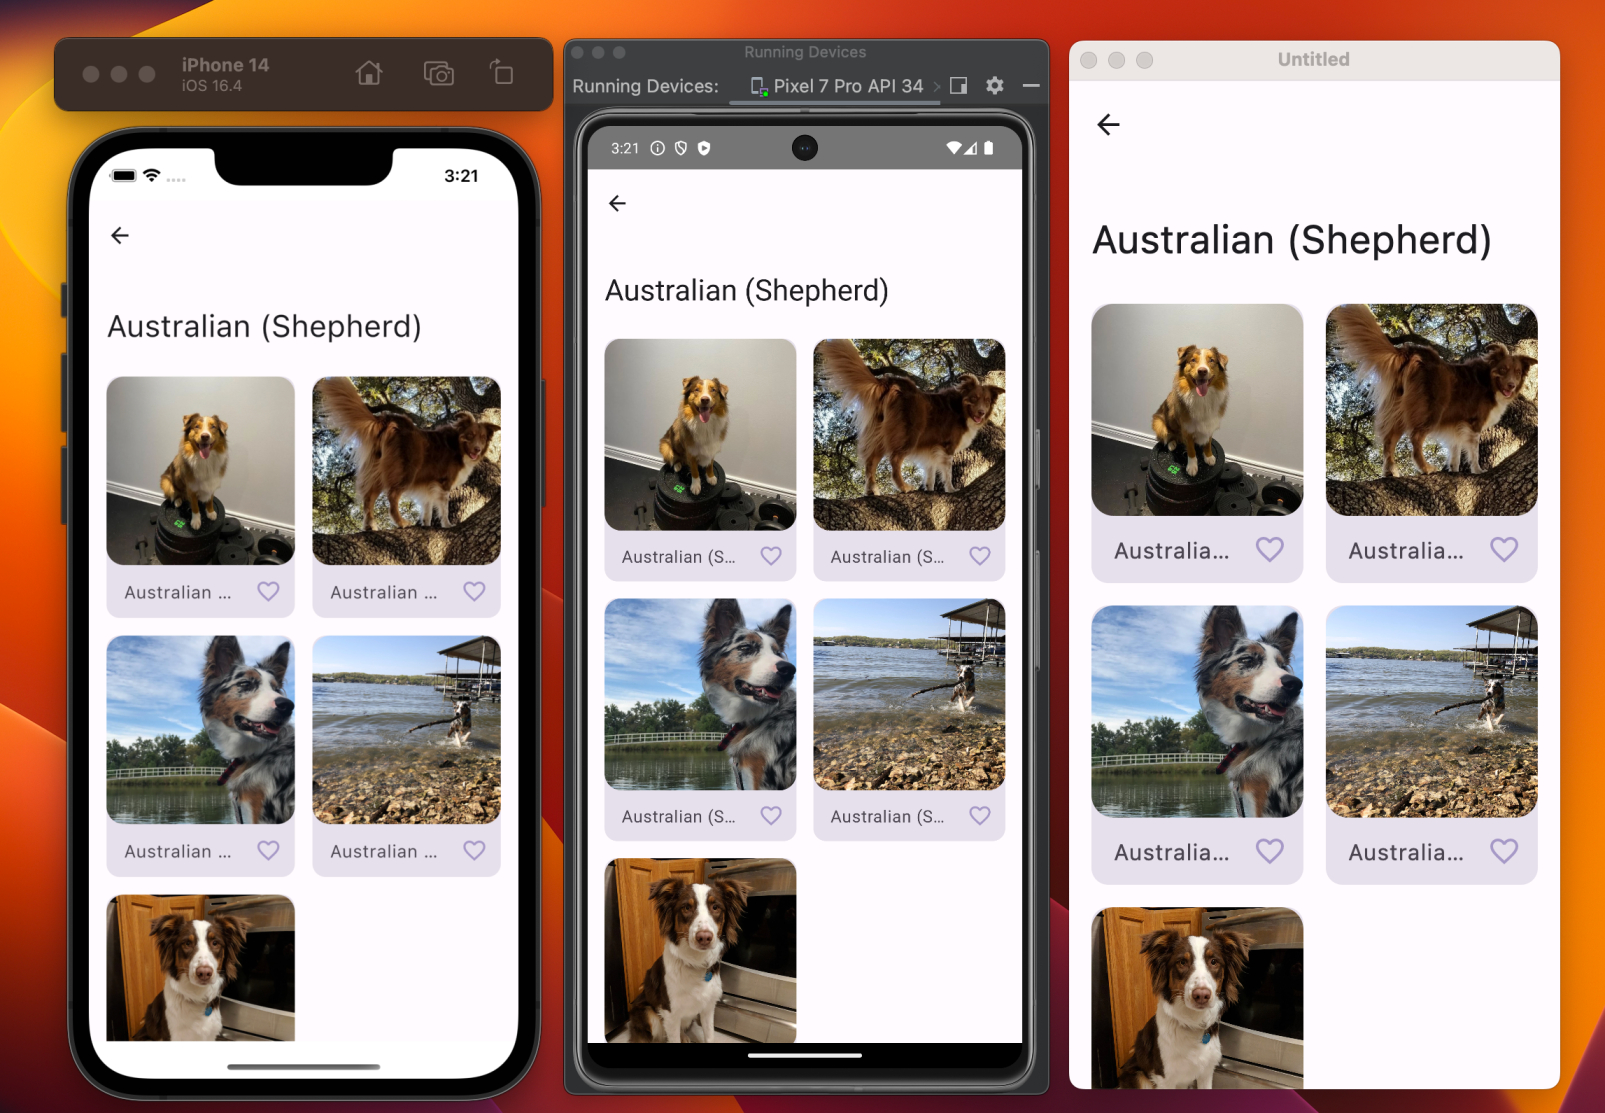 iPhone 14
iOS 16.4
3:21
Australian (Shepherd)
Australian ...
Australian ...
Australian ...
Australian ...
Running Devices
Running Devices:
Pixel 7 Pro API 34
3:21
Australian (Shepherd)
Australian (S...
Australian (S...
Australian (S...
Australian (S...
Untitled
Australian (Shepherd)
Australia...
Australia...
Australia...
Australia...